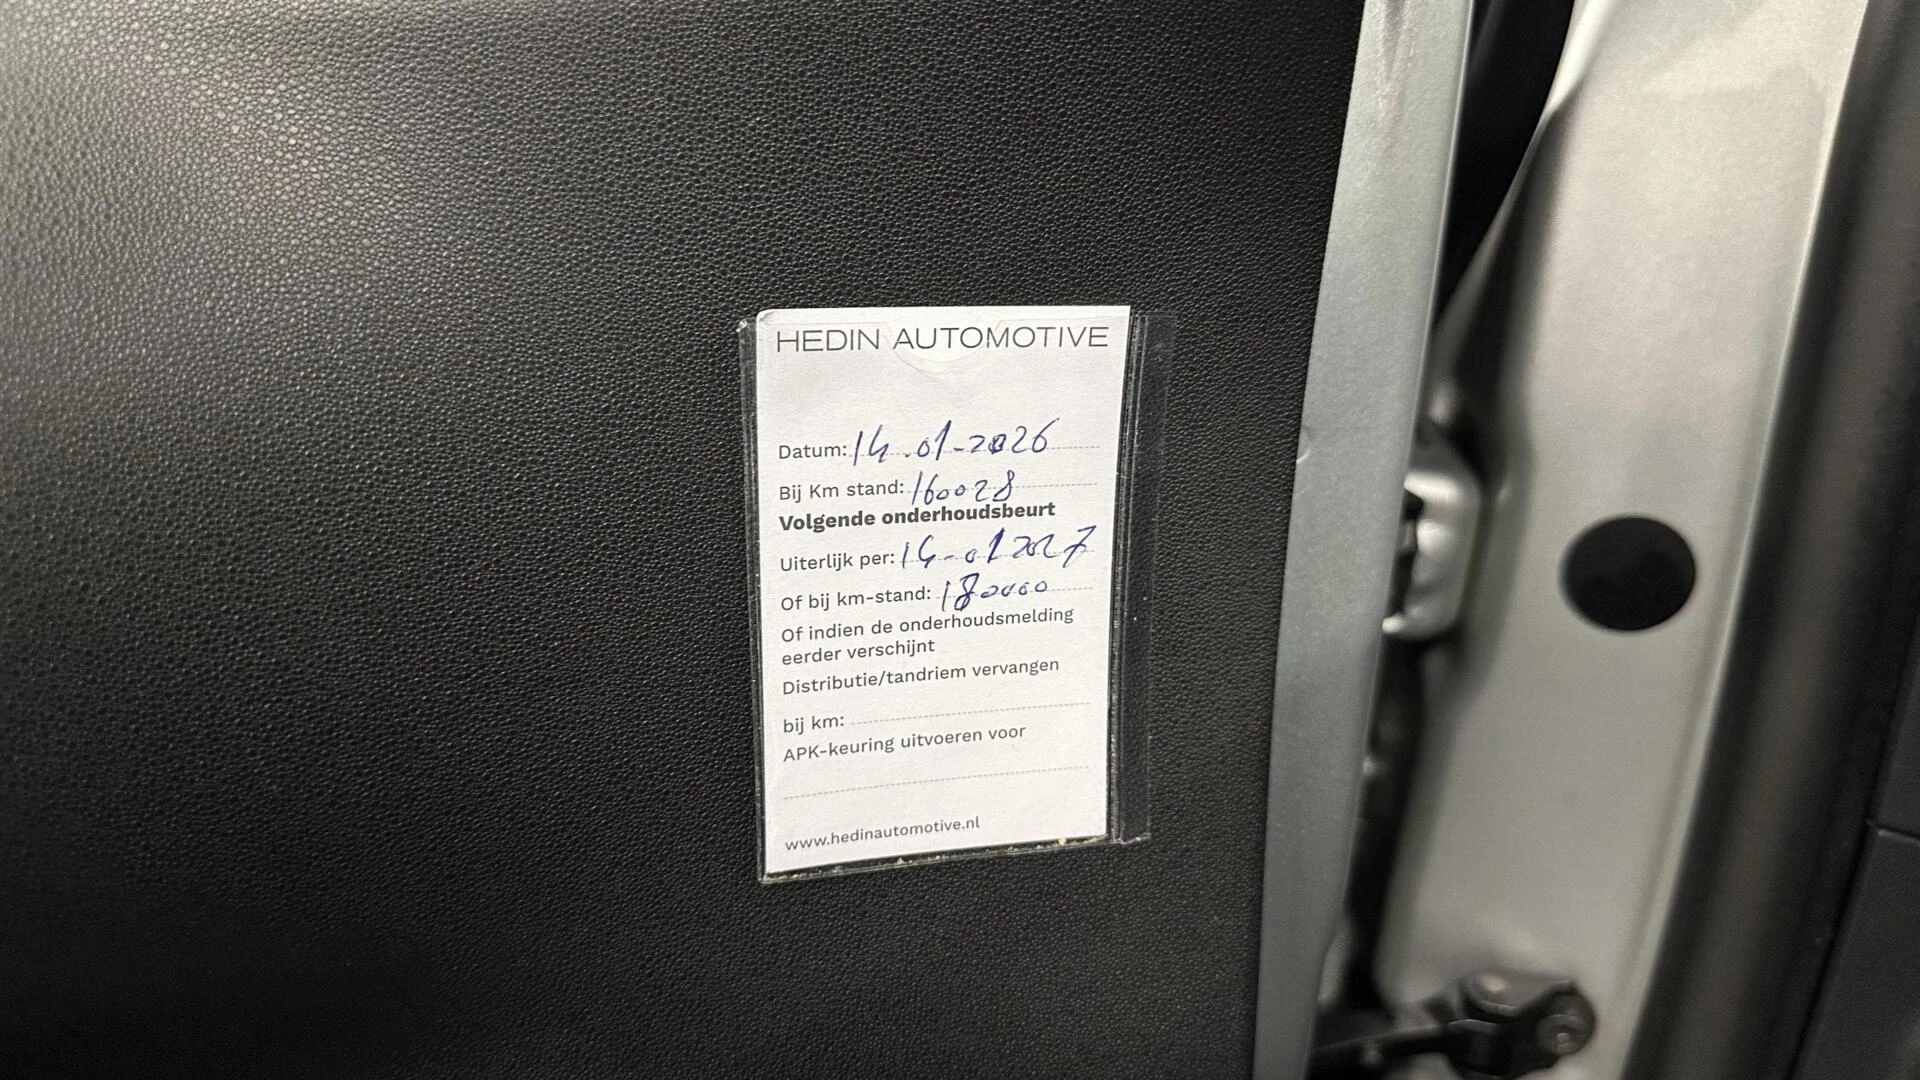 HEDIN AUTOMOTIVE
Datum: 14.01-2026
Bij Km stand: 160028
Volgende onderhoudsbeurt
Uiterlijk per: 14-01 2027
Of bij km-stand: 180000
Of indien de onderhoudsmelding
eerder verschijnt
Distributie/tandriem vervangen
bij km:
APK-keuring uitvoeren voor
www.hedinautomotive.nl